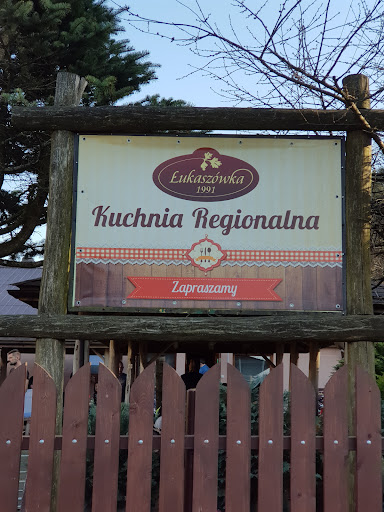 Łukaszówka
1991
Kuchnia Regionalna
Zapraszamy